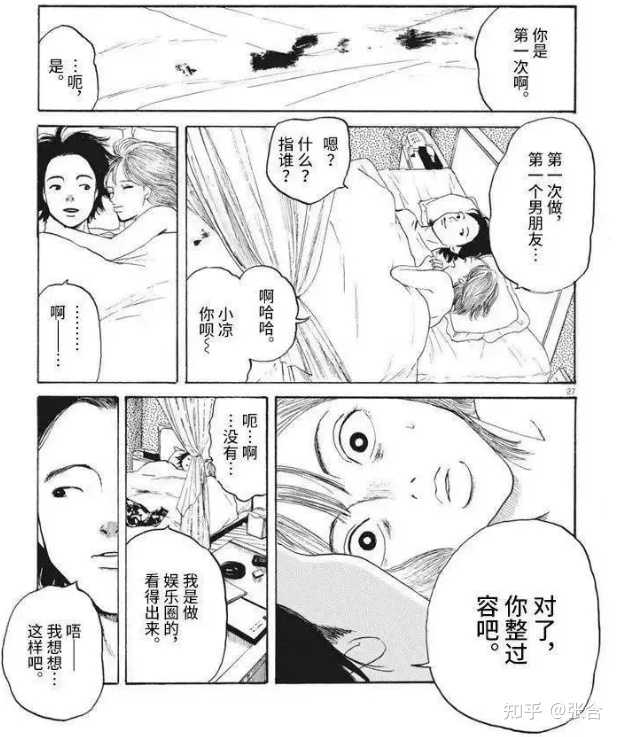 你是
第一次啊。
…呃，
是。
第一次做，
第一个男朋友…
嗯？
什么？
指谁？
啊哈哈。
小凉
你呗～
………
啊——
27
对了，
你整过
容吧。
呃…啊
…没有…
我是做
娱乐圈的，
看得出来。
唔——
我想想…
这样吧。
知乎 @张合